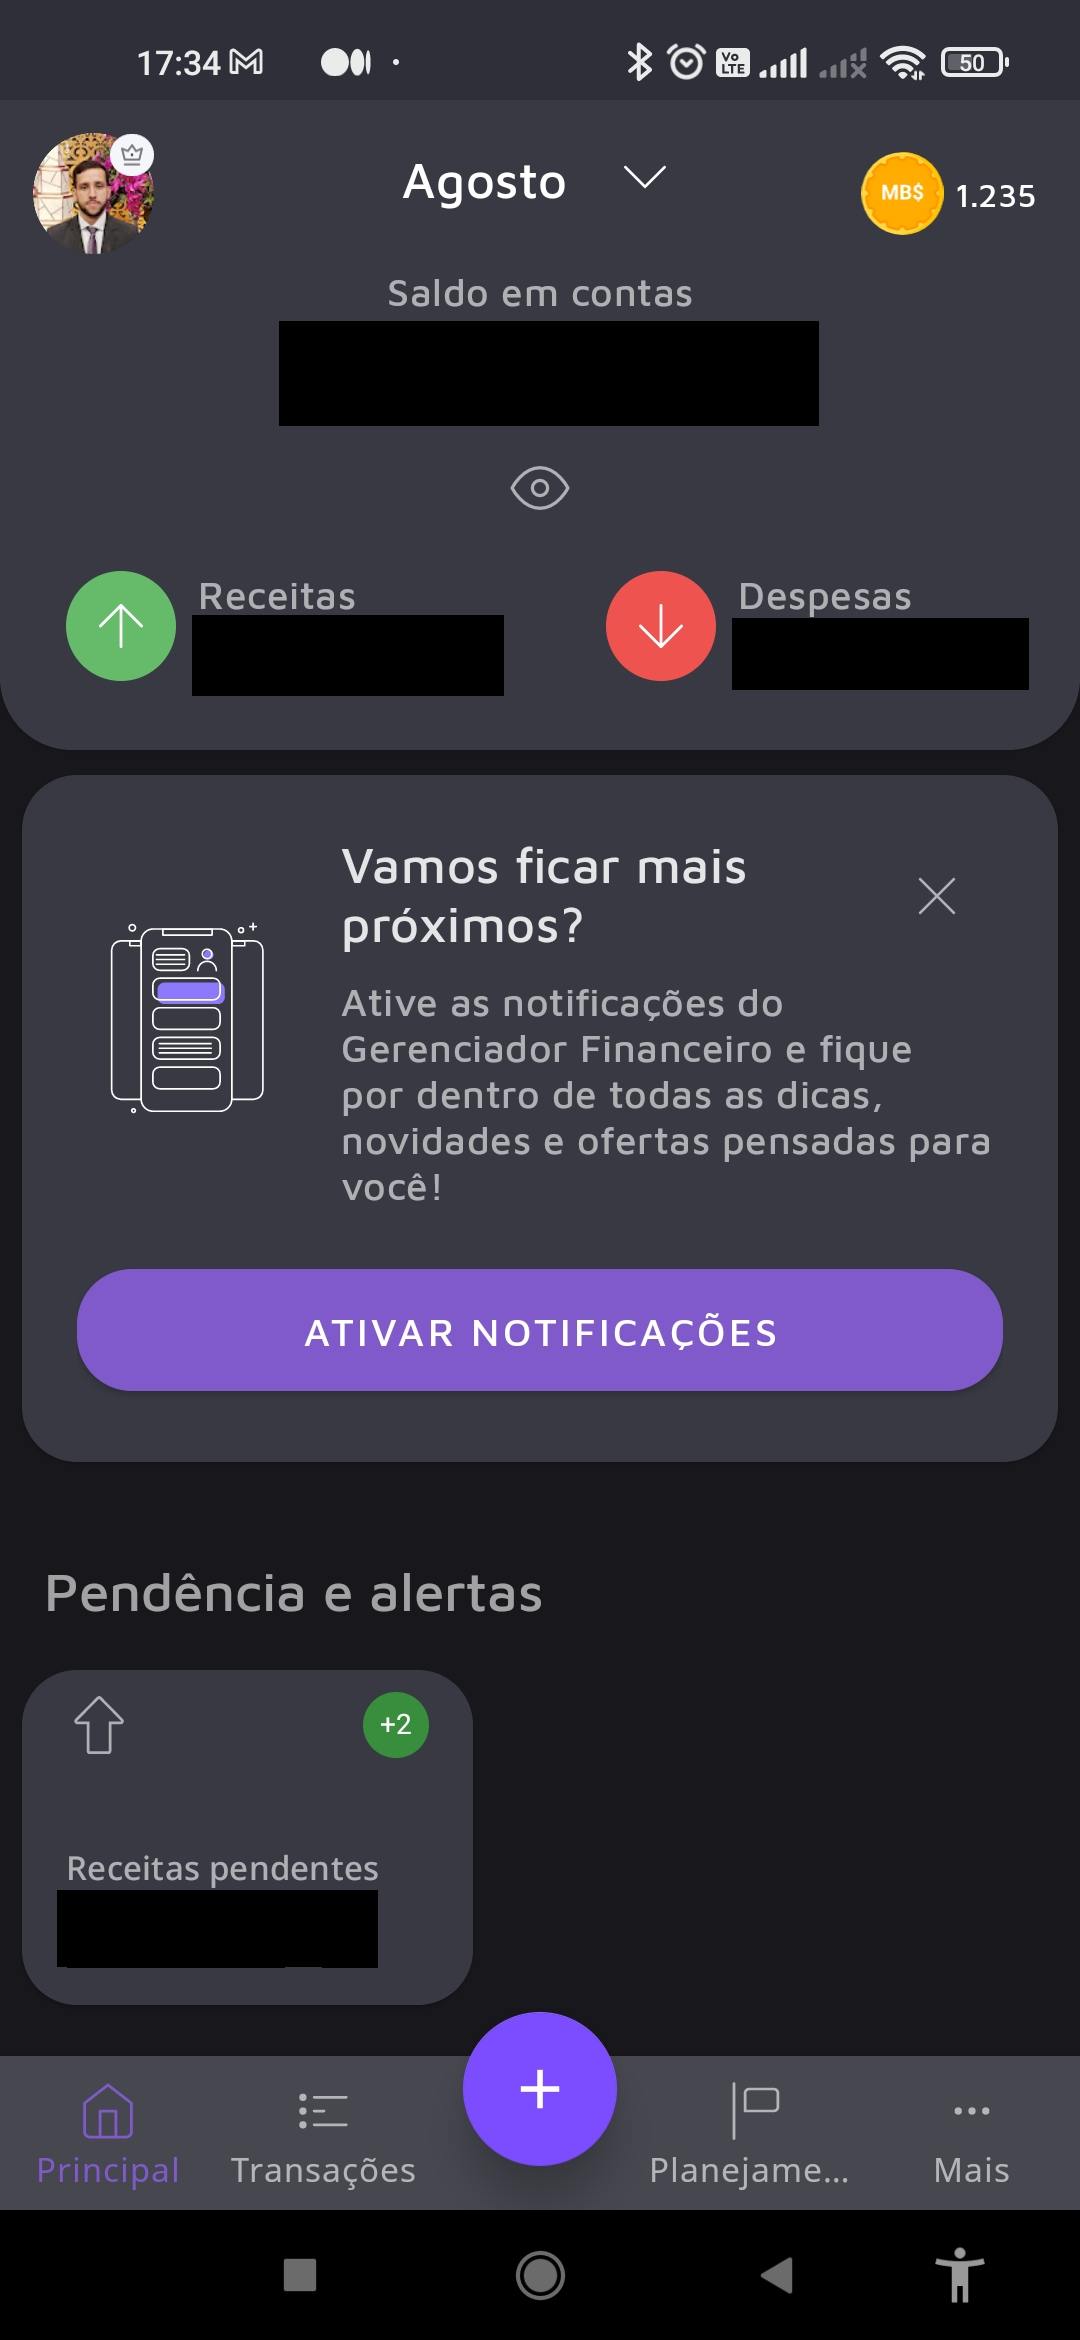 17:34
Vo
LTE
50
Agosto
MB$ 1.235
Saldo em contas
Receitas
Despesas
Vamos ficar mais
próximos?
Ative as notificações do
Gerenciador Financeiro e fique
por dentro de todas as dicas,
novidades e ofertas pensadas para
você!
ATIVAR NOTIFICAÇÕES
Pendência e alertas
+2
Receitas pendentes
+
Principal
Transações
Planejame...
Mais